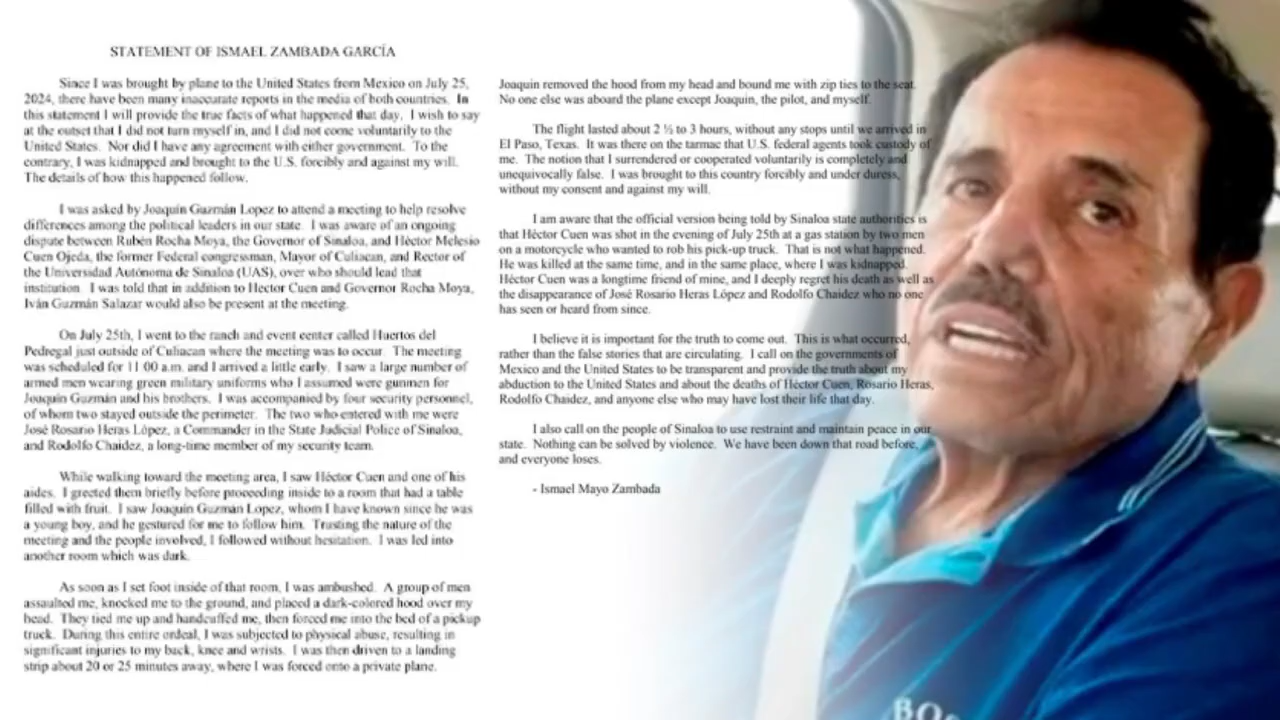 STATEMENT OF ISMAEL ZAMBADA GARCÍA
Since I was brought by plane to the United States from Mexico on July 25,
2024, there have been many inaccurate reports in the media of both countries. In
this statement I will provide the true facts of what happened that day. I wish to say
at the outset that I did not turn myself in, and I did not come voluntarily to the
United States. Nor did I have any agreement with either government. To the
contrary, I was kidnapped and brought to the U.S. forcibly and against my will.
The details of how this happened follow.
I was asked by Joaquín Guzmán Lopez to attend a meeting to help resolve
differences among the political leaders in our state. I was aware of an ongoing
dispute between Rubén Rocha Moya, the Governor of Sinaloa, and Héctor Melesio
Cuen Ojeda, the former Federal congressman, Mayor of Culiacan, and Rector of
the Universidad Autónoma de Sinaloa (UAS), over who should lead that
institution. I was told that in addition to Hector Cuen and Governor Rocha Moya,
Iván Guzmán Salazar would also be present at the meeting.
On July 25th, I went to the ranch and event center called Huertos del
Pedregal just outside of Culiacan where the meeting was to occur. The meeting
was scheduled for 11:00 a.m. and I arrived a little early. I saw a large number of
armed men wearing green military uniforms who I assumed were gunmen for
Joaquín Guzmán and his brothers. I was accompanied by four security personnel,
of whom two stayed outside the perimeter. The two who entered with me were
José Rosario Heras López, a Commander in the State Judicial Police of Sinaloa,
and Rodolfo Chaidez, a long-time member of my security team.
While walking toward the meeting area, I saw Héctor Cuen and one of his
aides. I greeted them briefly before proceeding inside to a room that had a table
filled with fruit. I saw Joaquín Guzmán Lopez, whom I have known since he was
a young boy, and he gestured for me to follow him. Trusting the nature of the
meeting and the people involved, I followed without hesitation. I was led into
another room which was dark.
As soon as I set foot inside of that room, I was ambushed. A group of men
assaulted me, knocked me to the ground, and placed a dark-colored hood over my
head. They tied me up and handcuffed me, then forced me into the bed of a pickup
truck. During this entire ordeal, I was subjected to physical abuse, resulting in
significant injuries to my back, knee and wrists. I was then driven to a landing
strip about 20 or 25 minutes away, where I was forced onto a private plane.
Joaquin removed the hood from my head and bound me with zip ties to the seat.
No one else was aboard the plane except Joaquin, the pilot, and myself.
The flight lasted about 2 ½ to 3 hours, without any stops until we arrived in
El Paso, Texas. It was there on the tarmac that U.S. federal agents took custody of
me. The notion that I surrendered or cooperated voluntarily is completely and
unequivocally false. I was brought to this country forcibly and under duress,
without my consent and against my will.
I am aware that the official version being told by Sinaloa state authorities is
that Héctor Cuen was shot in the evening of July 25th at a gas station by two men
on a motorcycle who wanted to rob his pick-up truck. That is not what happened.
He was killed at the same time, and in the same place, where I was kidnapped.
Héctor Cuen was a longtime friend of mine, and I deeply regret his death as well as
the disappearance of José Rosario Heras López and Rodolfo Chaidez who no one
has seen or heard from since.
I believe it is important for the truth to come out. This is what occurred,
rather than the false stories that are circulating. I call on the governments of
Mexico and the United States to be transparent and provide the truth about my
abduction to the United States and about the deaths of Héctor Cuen, Rosario Heras,
Rodolfo Chaidez, and anyone else who may have lost their life that day.
I also call on the people of Sinaloa to use restraint and maintain peace in our
state. Nothing can be solved by violence. We have been down that road before,
and everyone loses.
- Ismael Mayo Zambada